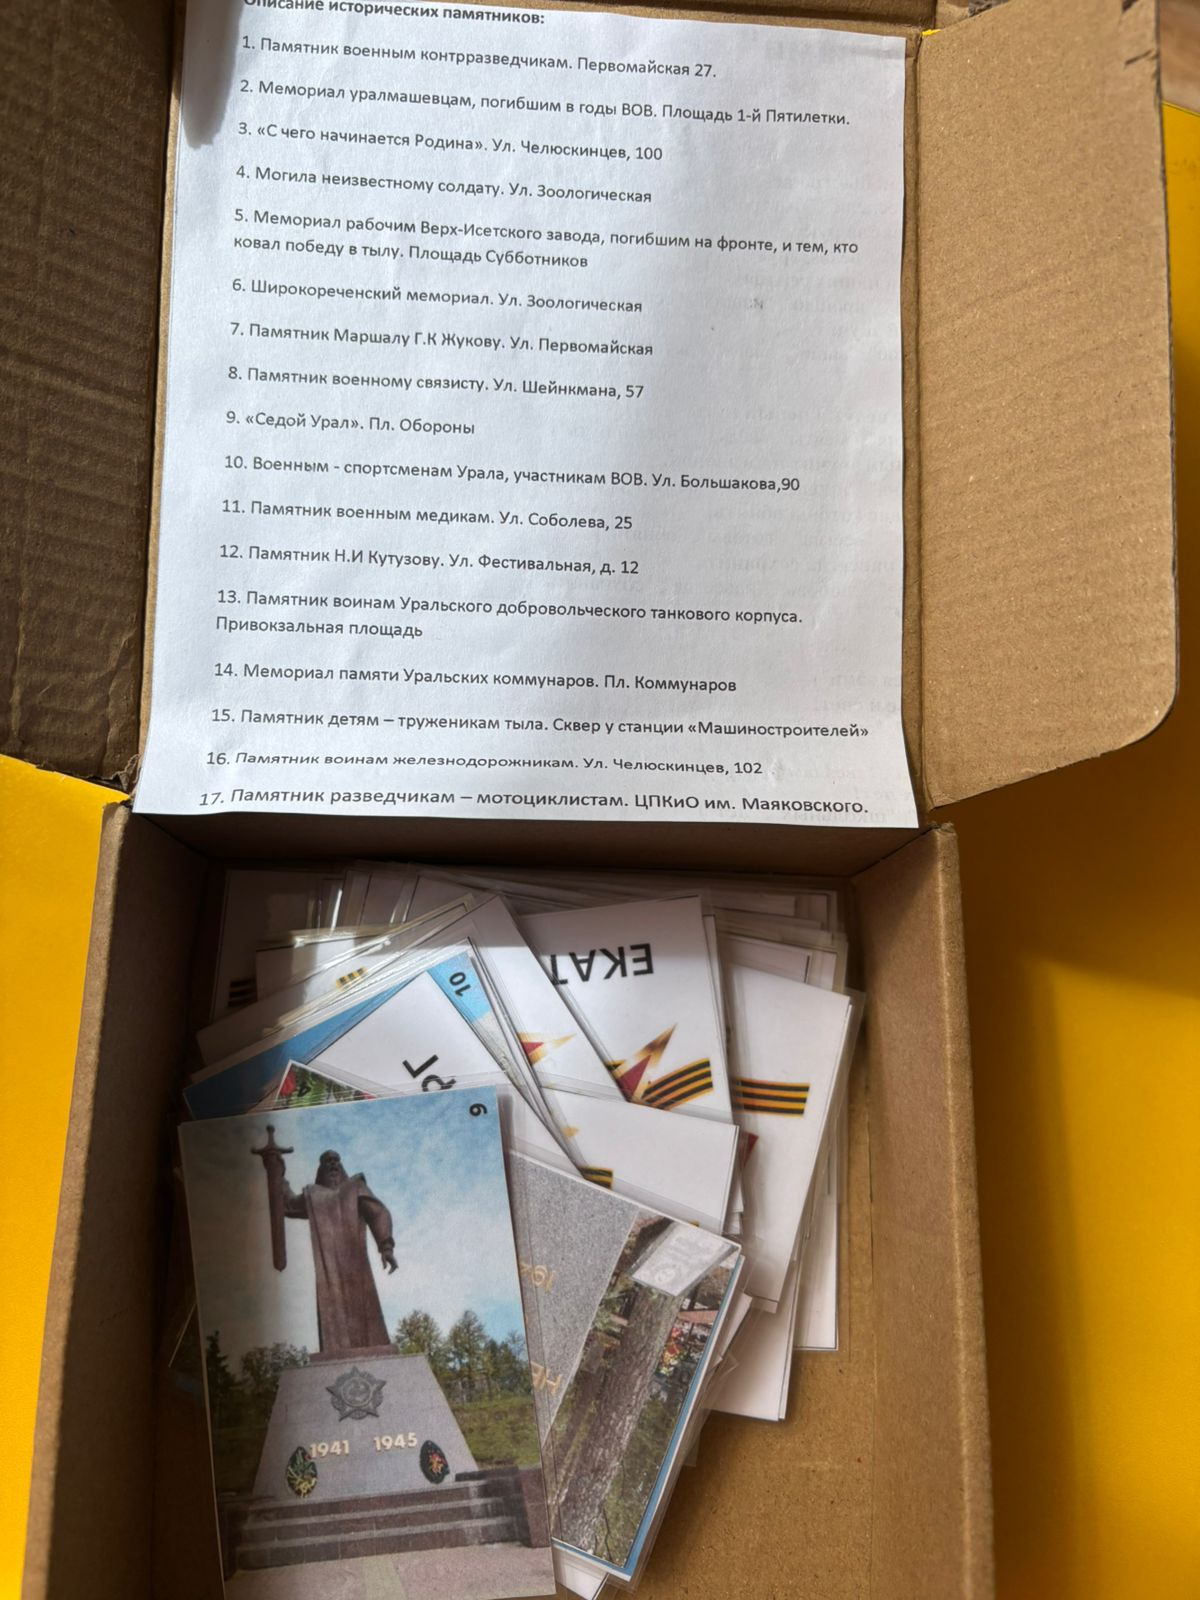 Описание исторических памятников:
1. Памятник военным контрразведчикам. Первомайская 27.
2. Мемориал уралмашевцам, погибшим в годы ВОВ. Площадь 1-й Пятилетки.
3. «С чего начинается Родина». Ул. Челюскинцев, 100
4. Могила неизвестному солдату. Ул. Зоологическая
5. Мемориал рабочим Верх-Исетского завода, погибшим на фронте, и тем, кто
ковал победу в тылу. Площадь Субботников
6. Широкореченский мемориал. Ул. Зоологическая
7. Памятник Маршалу Г.К Жукову. Ул. Первомайская
8. Памятник военному связисту. Ул. Шейнкмана, 57
9. «Седой Урал». Пл. Обороны
10. Военным - спортсменам Урала, участникам ВОВ. Ул. Большакова,90
11. Памятник военным медикам. Ул. Соболева, 25
12. Памятник Н.И Кутузову. Ул. Фестивальная, д. 12
13. Памятник воинам Уральского добровольческого танкового корпуса.
Привокзальная площадь
14. Мемориал памяти Уральских коммунаров. Пл. Коммунаров
15. Памятник детям – труженикам тыла. Сквер у станции «Машиностроителей»
16. Памятник воинам железнодорожникам. Ул. Челюскинцев, 102
17. Памятник разведчикам – мотоциклистам. ЦПКиО им. Маяковского.
ЕКАТ
10
9
1941 1945